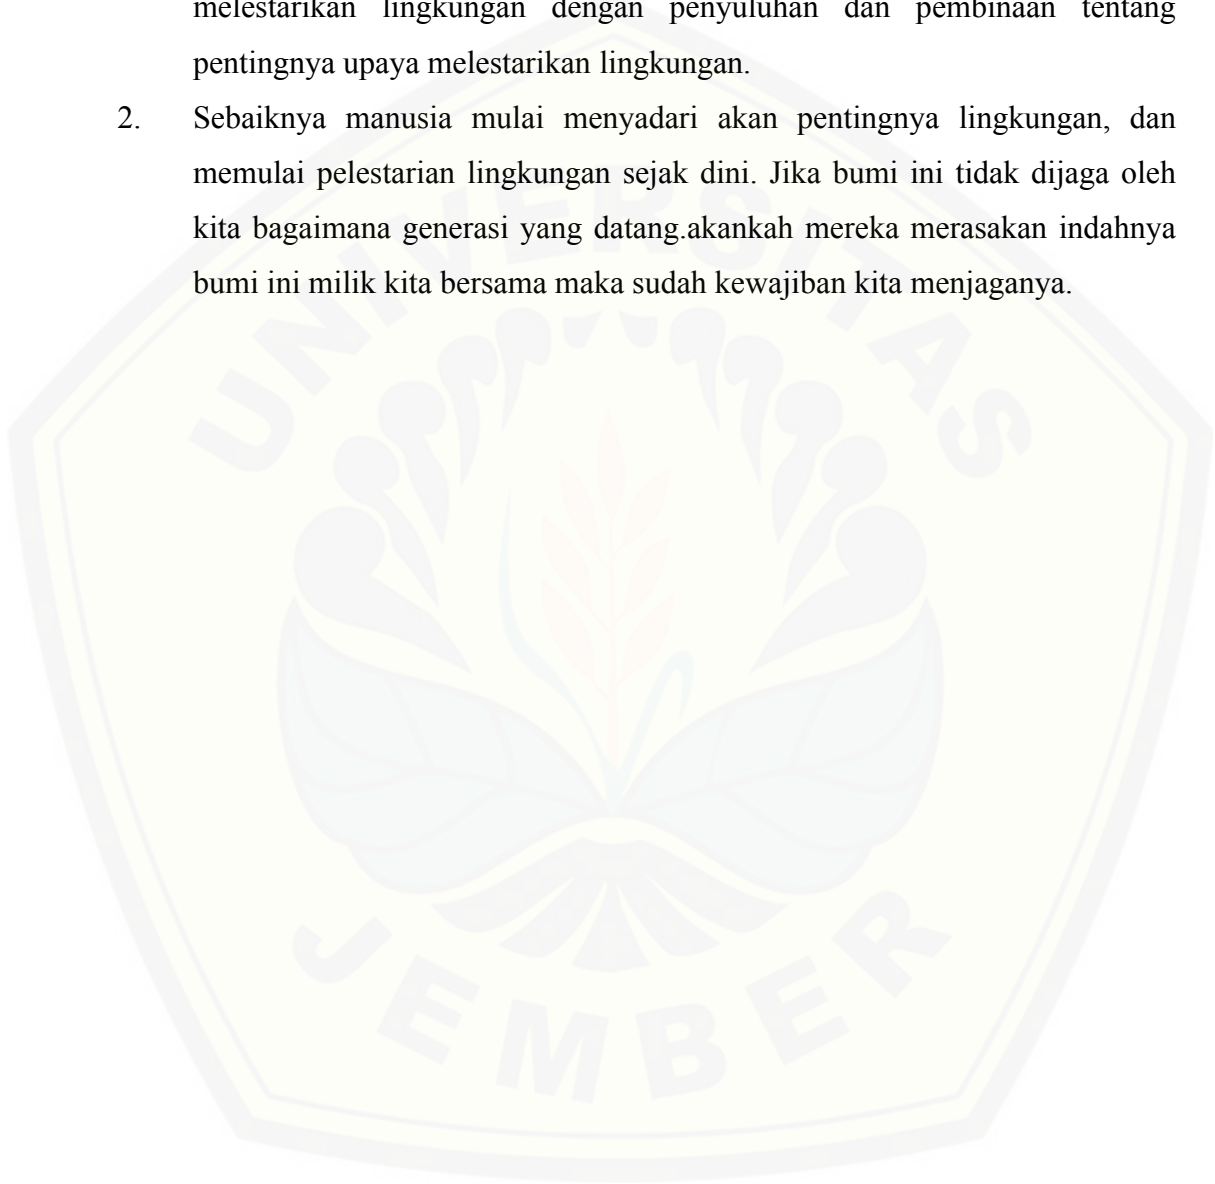 melestarikan lingkungan dengan penyuluhan dan pembinaan tentang
pentingnya upaya melestarikan lingkungan.
2. Sebaiknya manusia mulai menyadari akan pentingnya lingkungan, dan
memulai pelestarian lingkungan sejak dini. Jika bumi ini tidak dijaga oleh
kita bagaimana generasi yang datang.akankah mereka merasakan indahnya
bumi ini milik kita bersama maka sudah kewajiban kita menjaganya.
UNIVERSITAS
JEMBER